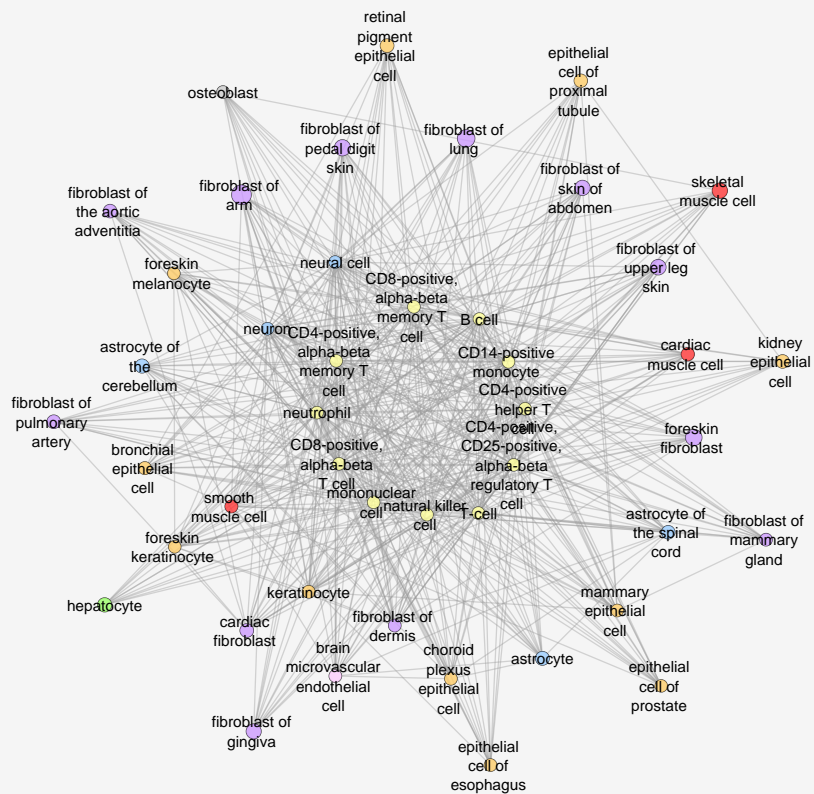 retinal
pigment
epithelial
cell
epithelial
cell of
proximal
tubule
osteoblast
fibroblast of
pedal digit
skin
fibroblast of
lung
fibroblast of
skin of
abdomen
skeletal
muscle cell
fibroblast of
the aortic
adventitia
fibroblast of
arm
foreskin
melanocyte
neural cell
fibroblast of
upper leg
skin
CD8-positive,
alpha-beta
memory T
cell
B cell
neuron
CD4-positive,
alpha-beta
memory T
cell
CD14-positive
monocyte
cardiac
muscle cell
kidney
epithelial
cell
astrocyte of
the
cerebellum
CD4-positive
helper T
cell
fibroblast of
pulmonary
artery
neutrophil
CD4-positive,
CD25-positive,
alpha-beta
regulatory T
cell
foreskin
fibroblast
bronchial
epithelial
cell
CD8-positive,
alpha-beta
T cell
smooth
muscle cell
mononuclear
cell
natural killer
cell
T-cell
astrocyte of
the spinal
cord
fibroblast of
mammary
gland
foreskin
keratinocyte
hepatocyte
keratinocyte
mammary
epithelial
cell
cardiac
fibroblast
fibroblast of
dermis
brain
microvascular
endothelial
cell
choroid
plexus
epithelial
cell
astrocyte
epithelial
cell of
prostate
fibroblast of
gingiva
epithelial
cell of
esophagus